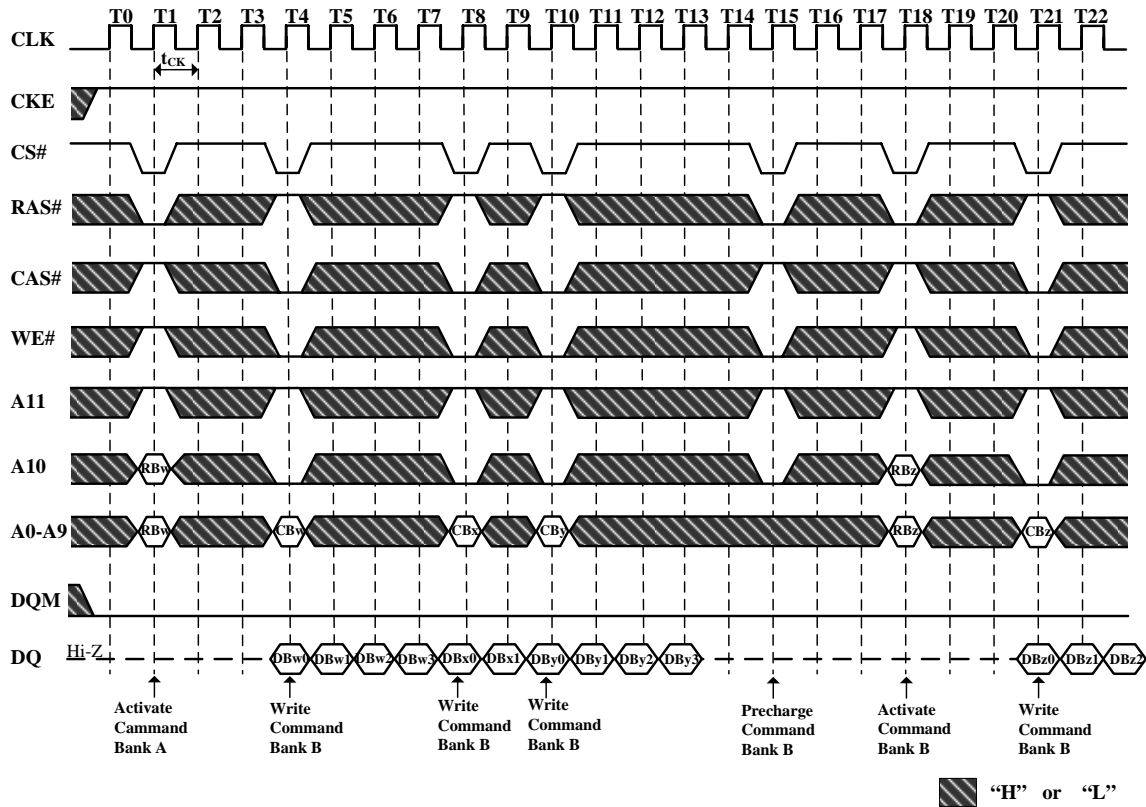 T0 T1 T2 T3 T4 T5 T6 T7 T8 T9 T10 T11 T12 T13 T14 T15 T16 T17 T18 T19 T20 T21 T22
CLK
tCK
CKE
CS#
RAS#
CAS#
WE#
A11
A10 RBw RBz
A0-A9 RBw CBw CBx CBy RBz CBz
DQM
DQ Hi-Z DBw0 DBw1 DBw2 DBw3 DBx0 DBx1 DBy0 DBy1 DBy2 DBy3 DBz0 DBz1 DBz2
Activate Write Write Write Precharge Activate Write
Cammand Command Command Command Command Command Command
Bank A Bank B Bank B Bank B Bank B Bank B Bank B
“H” or “L”